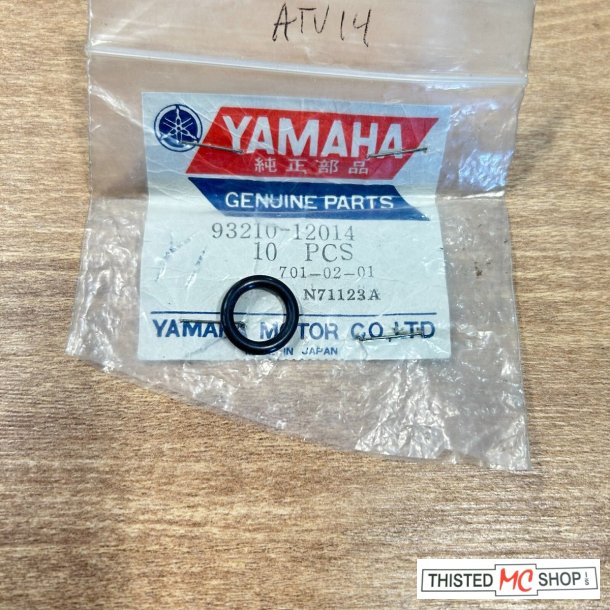 ATV14
YAMAHA
純正部品
GENUINE PARTS
93210-12014
10 PCS
701-02-01
N71123A
YAMAHA MOTOR CO.LTD
IN JAPAN
THISTED MC SHOP